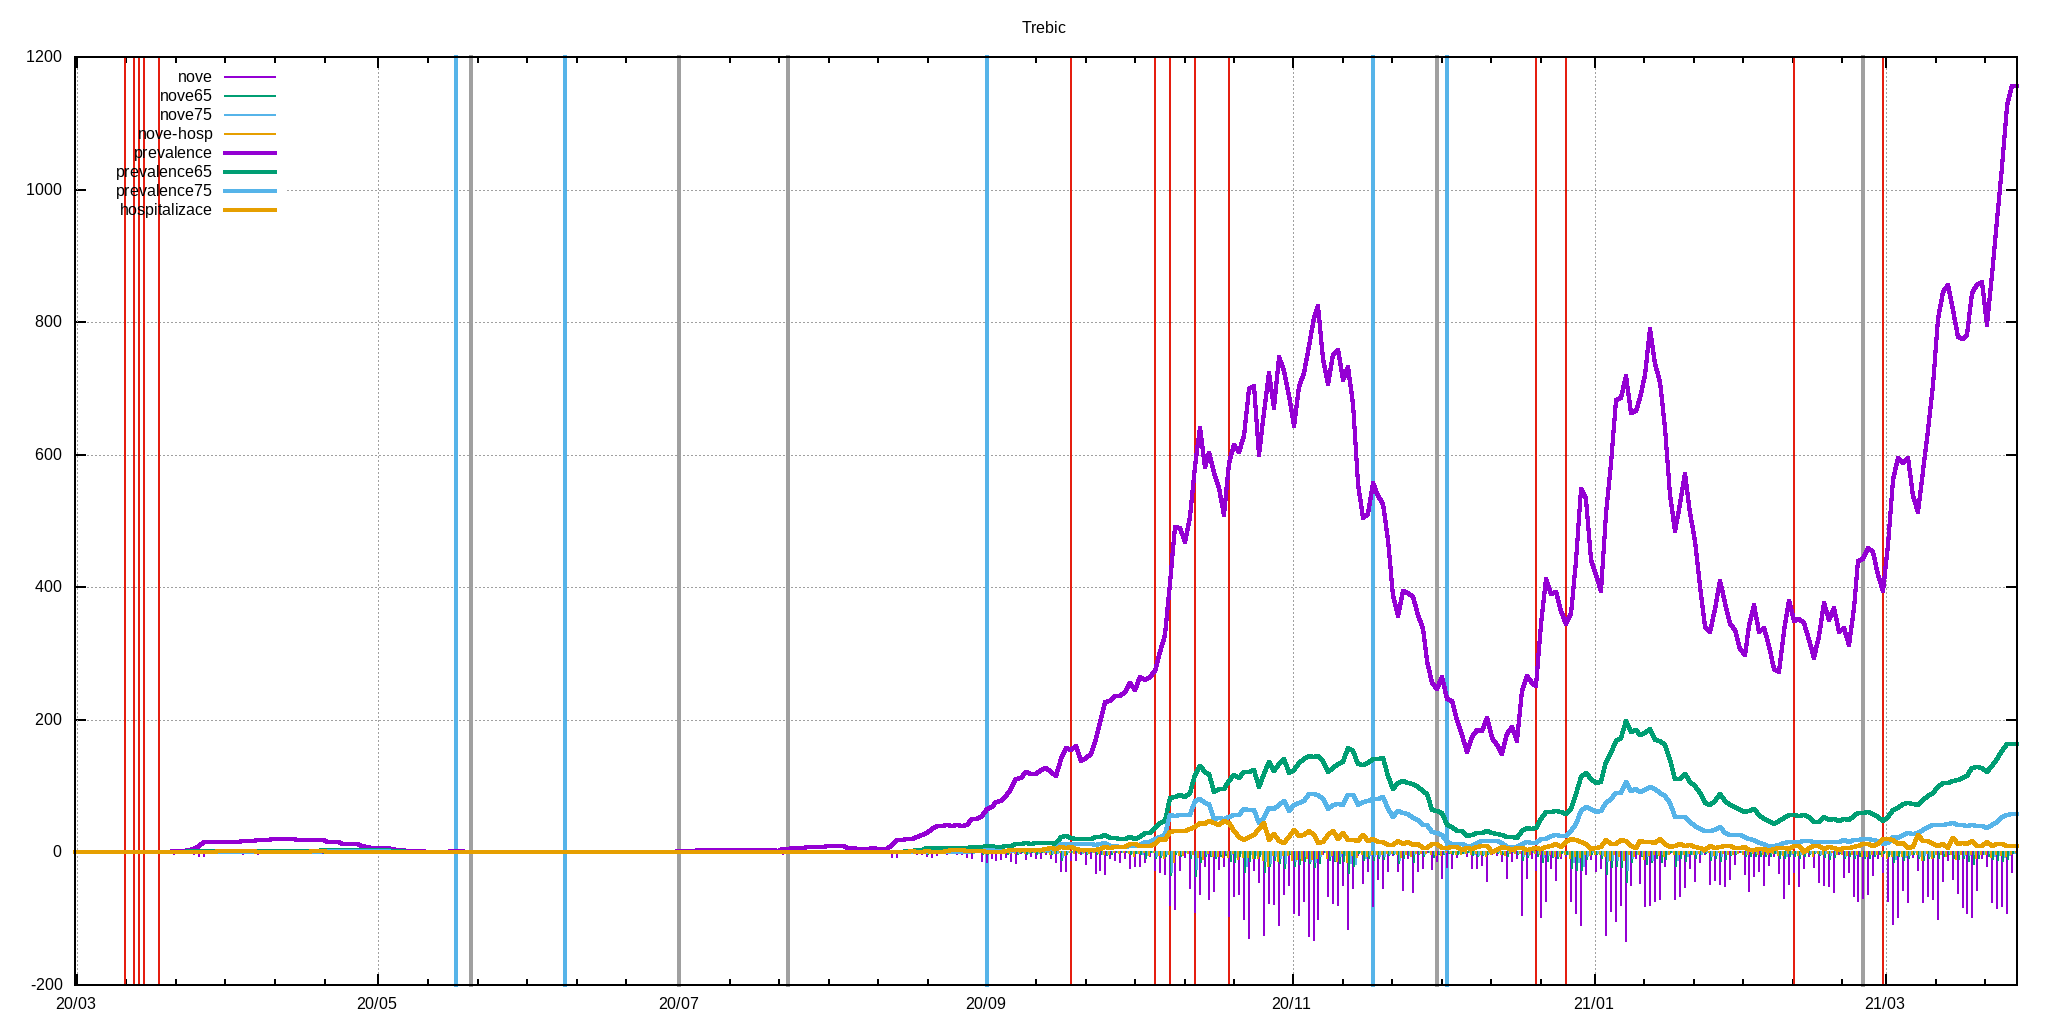 Trebic
1200
1000
800
600
400
200
0
-200
nove
nove65
nove75
nove-hosp
prevalence
prevalence65
prevalence75
hospitalizace
20/03
20/05
20/07
20/09
20/11
21/01
21/03